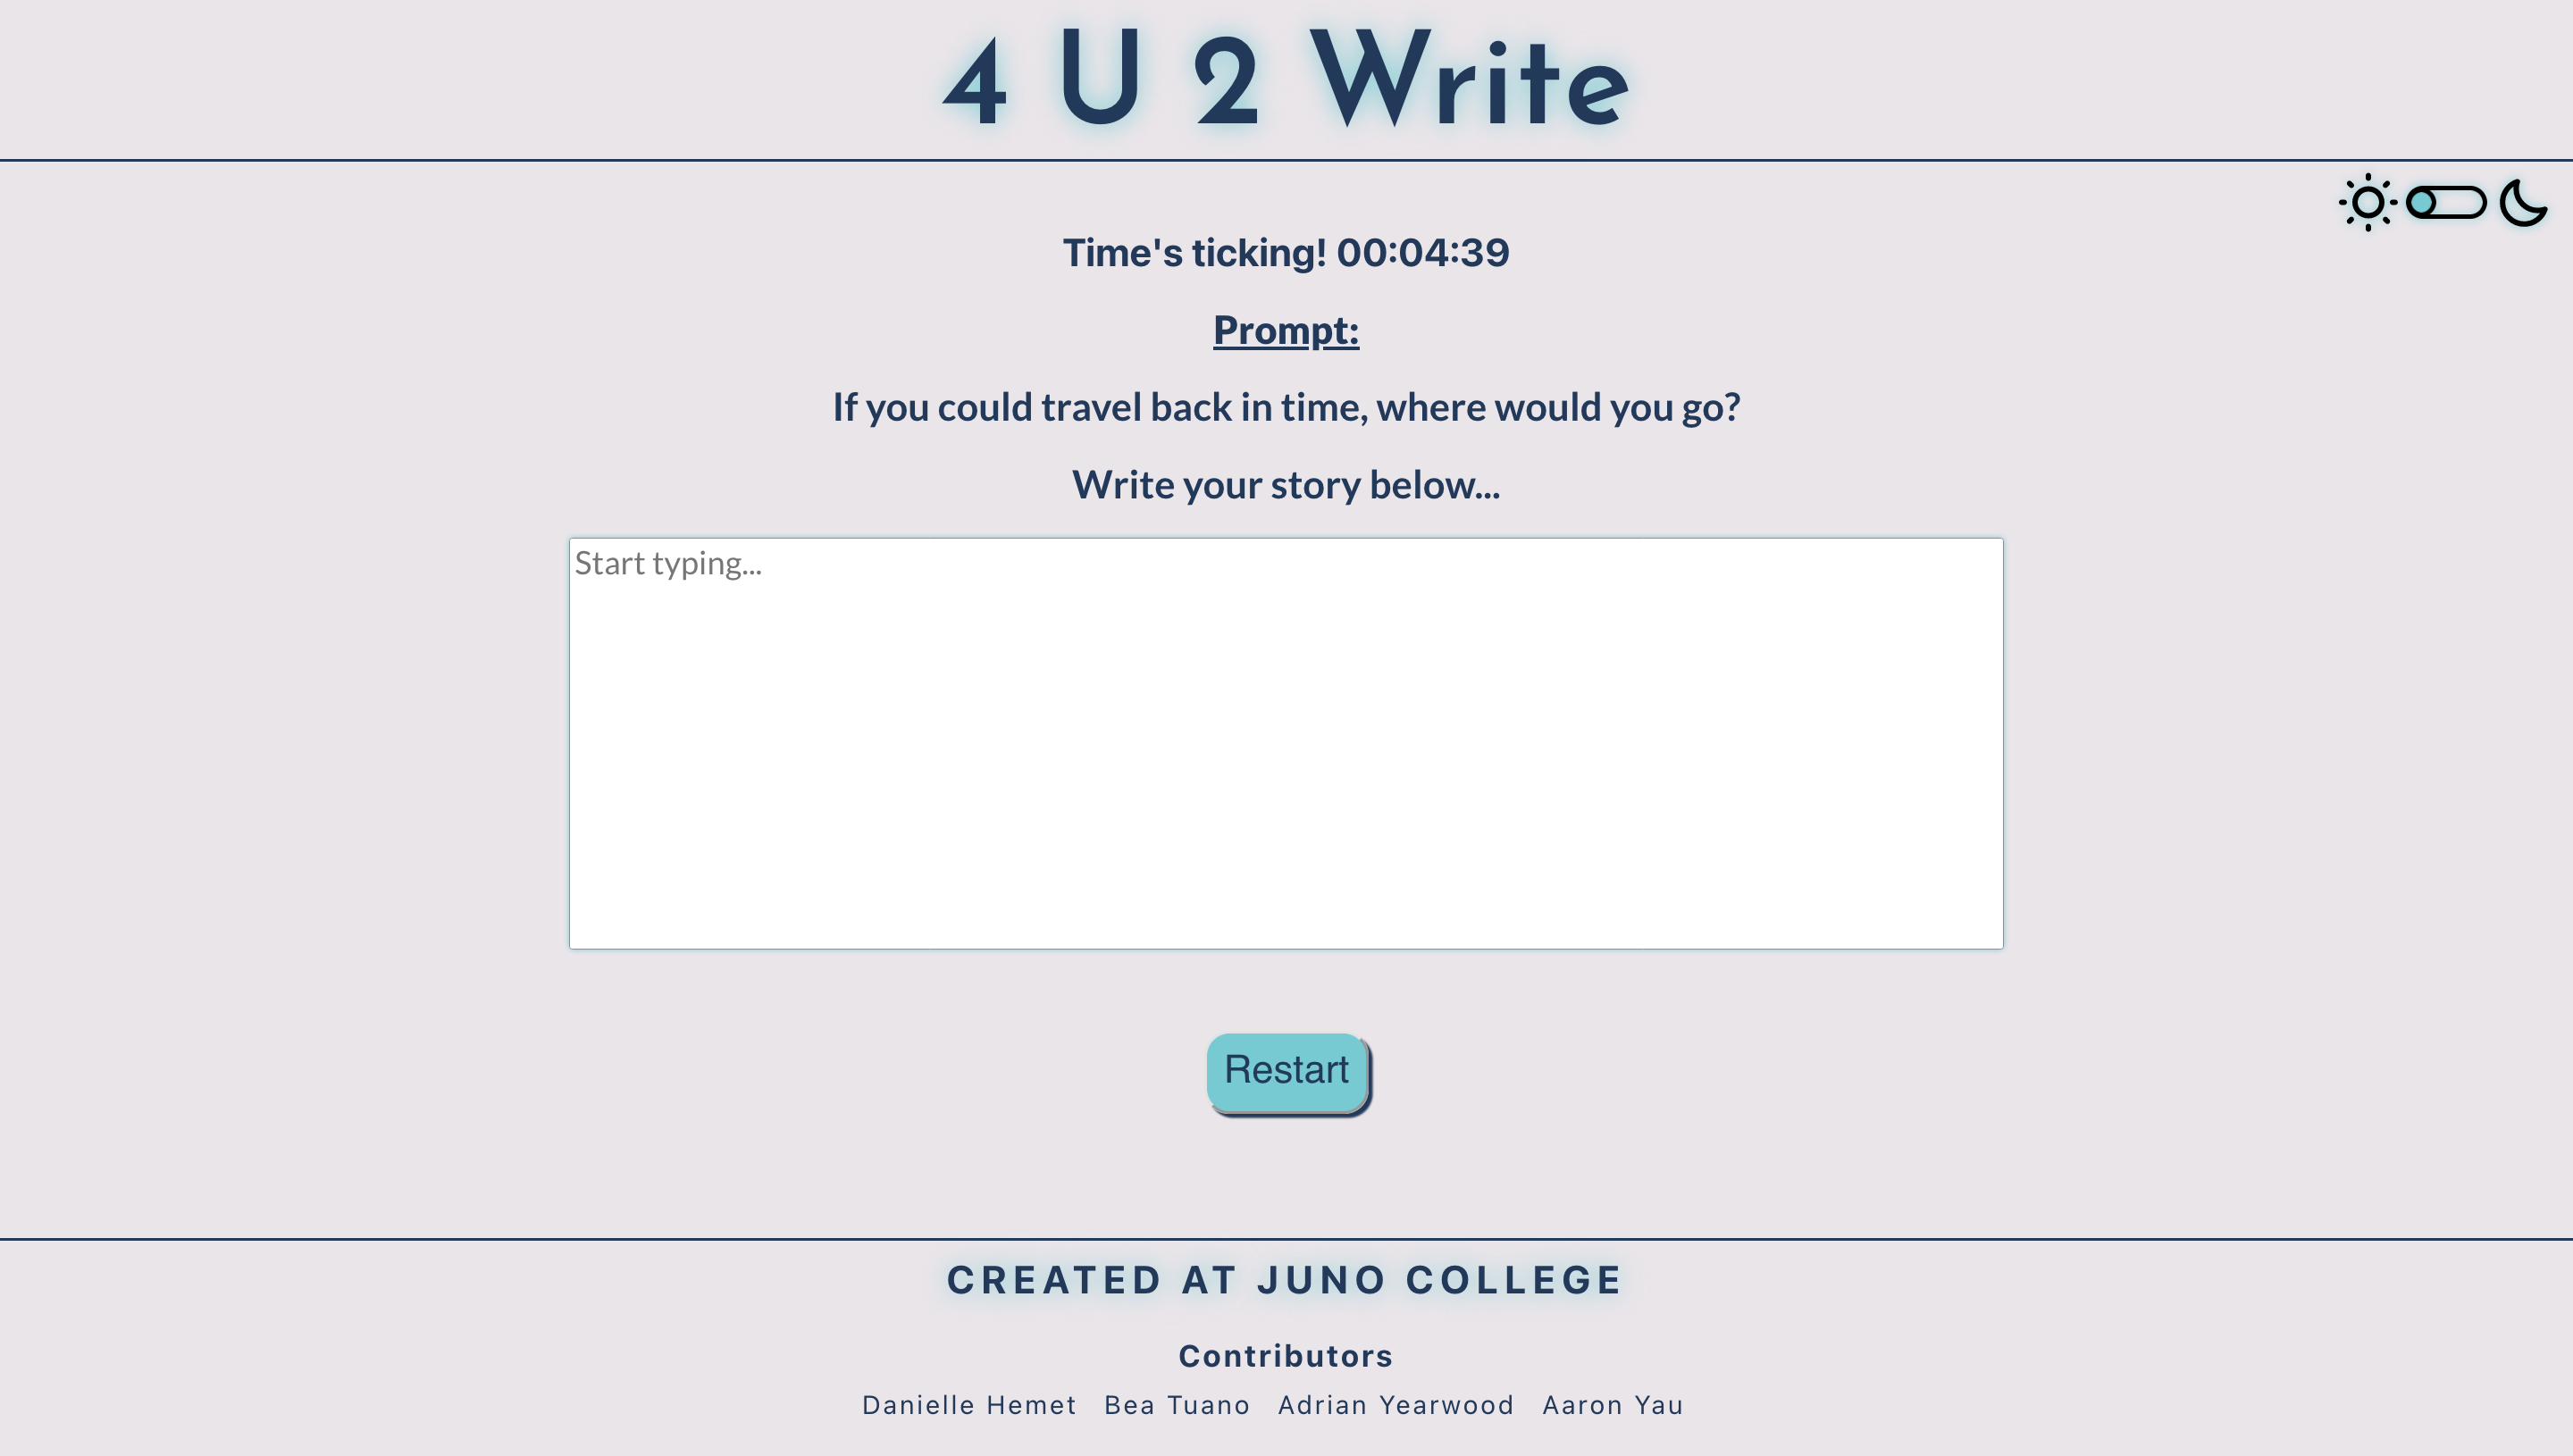 4 U 2 Write
Time's ticking! 00:04:39
Prompt:
If you could travel back in time, where would you go?
Write your story below...
Start typing...
Restart
CREATED AT JUNO COLLEGE
Contributors
Danielle Hemet Bea Tuano Adrian Yearwood Aaron Yau